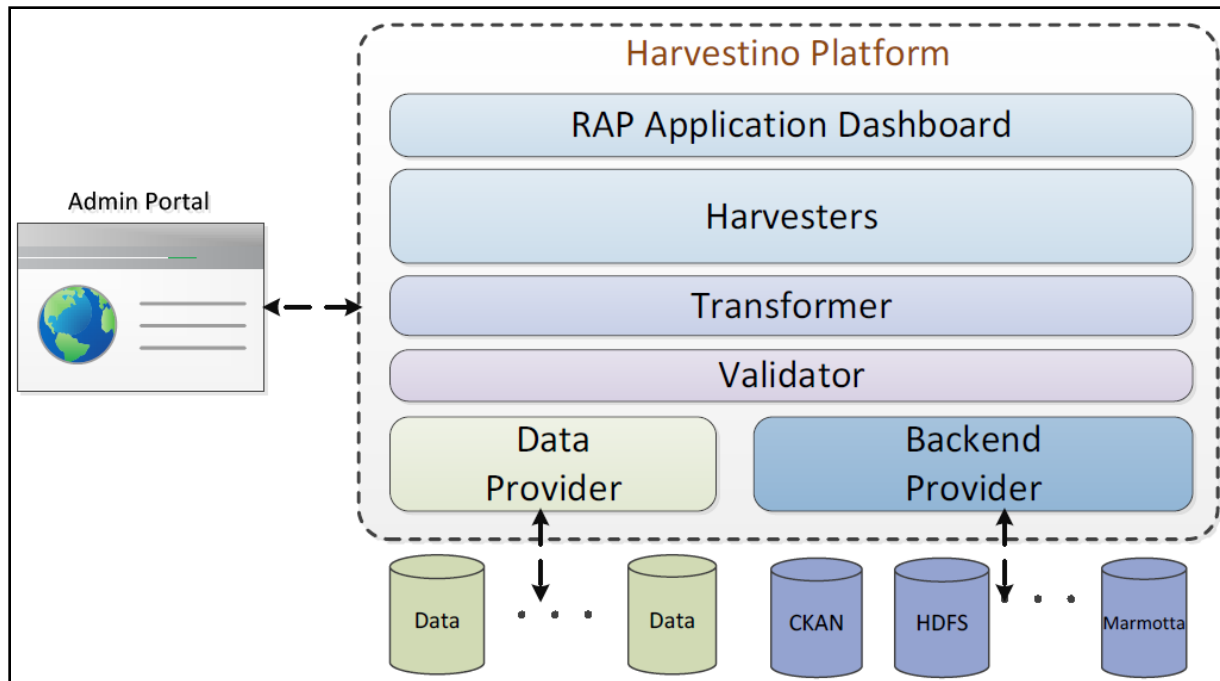 Harvestino Platform
RAP Application Dashboard
Admin Portal
Harvesters
Transformer
Validator
Data
Provider
Backend
Provider
Data
. . .
Data
CKAN
HDFS
. . .
Marmotta